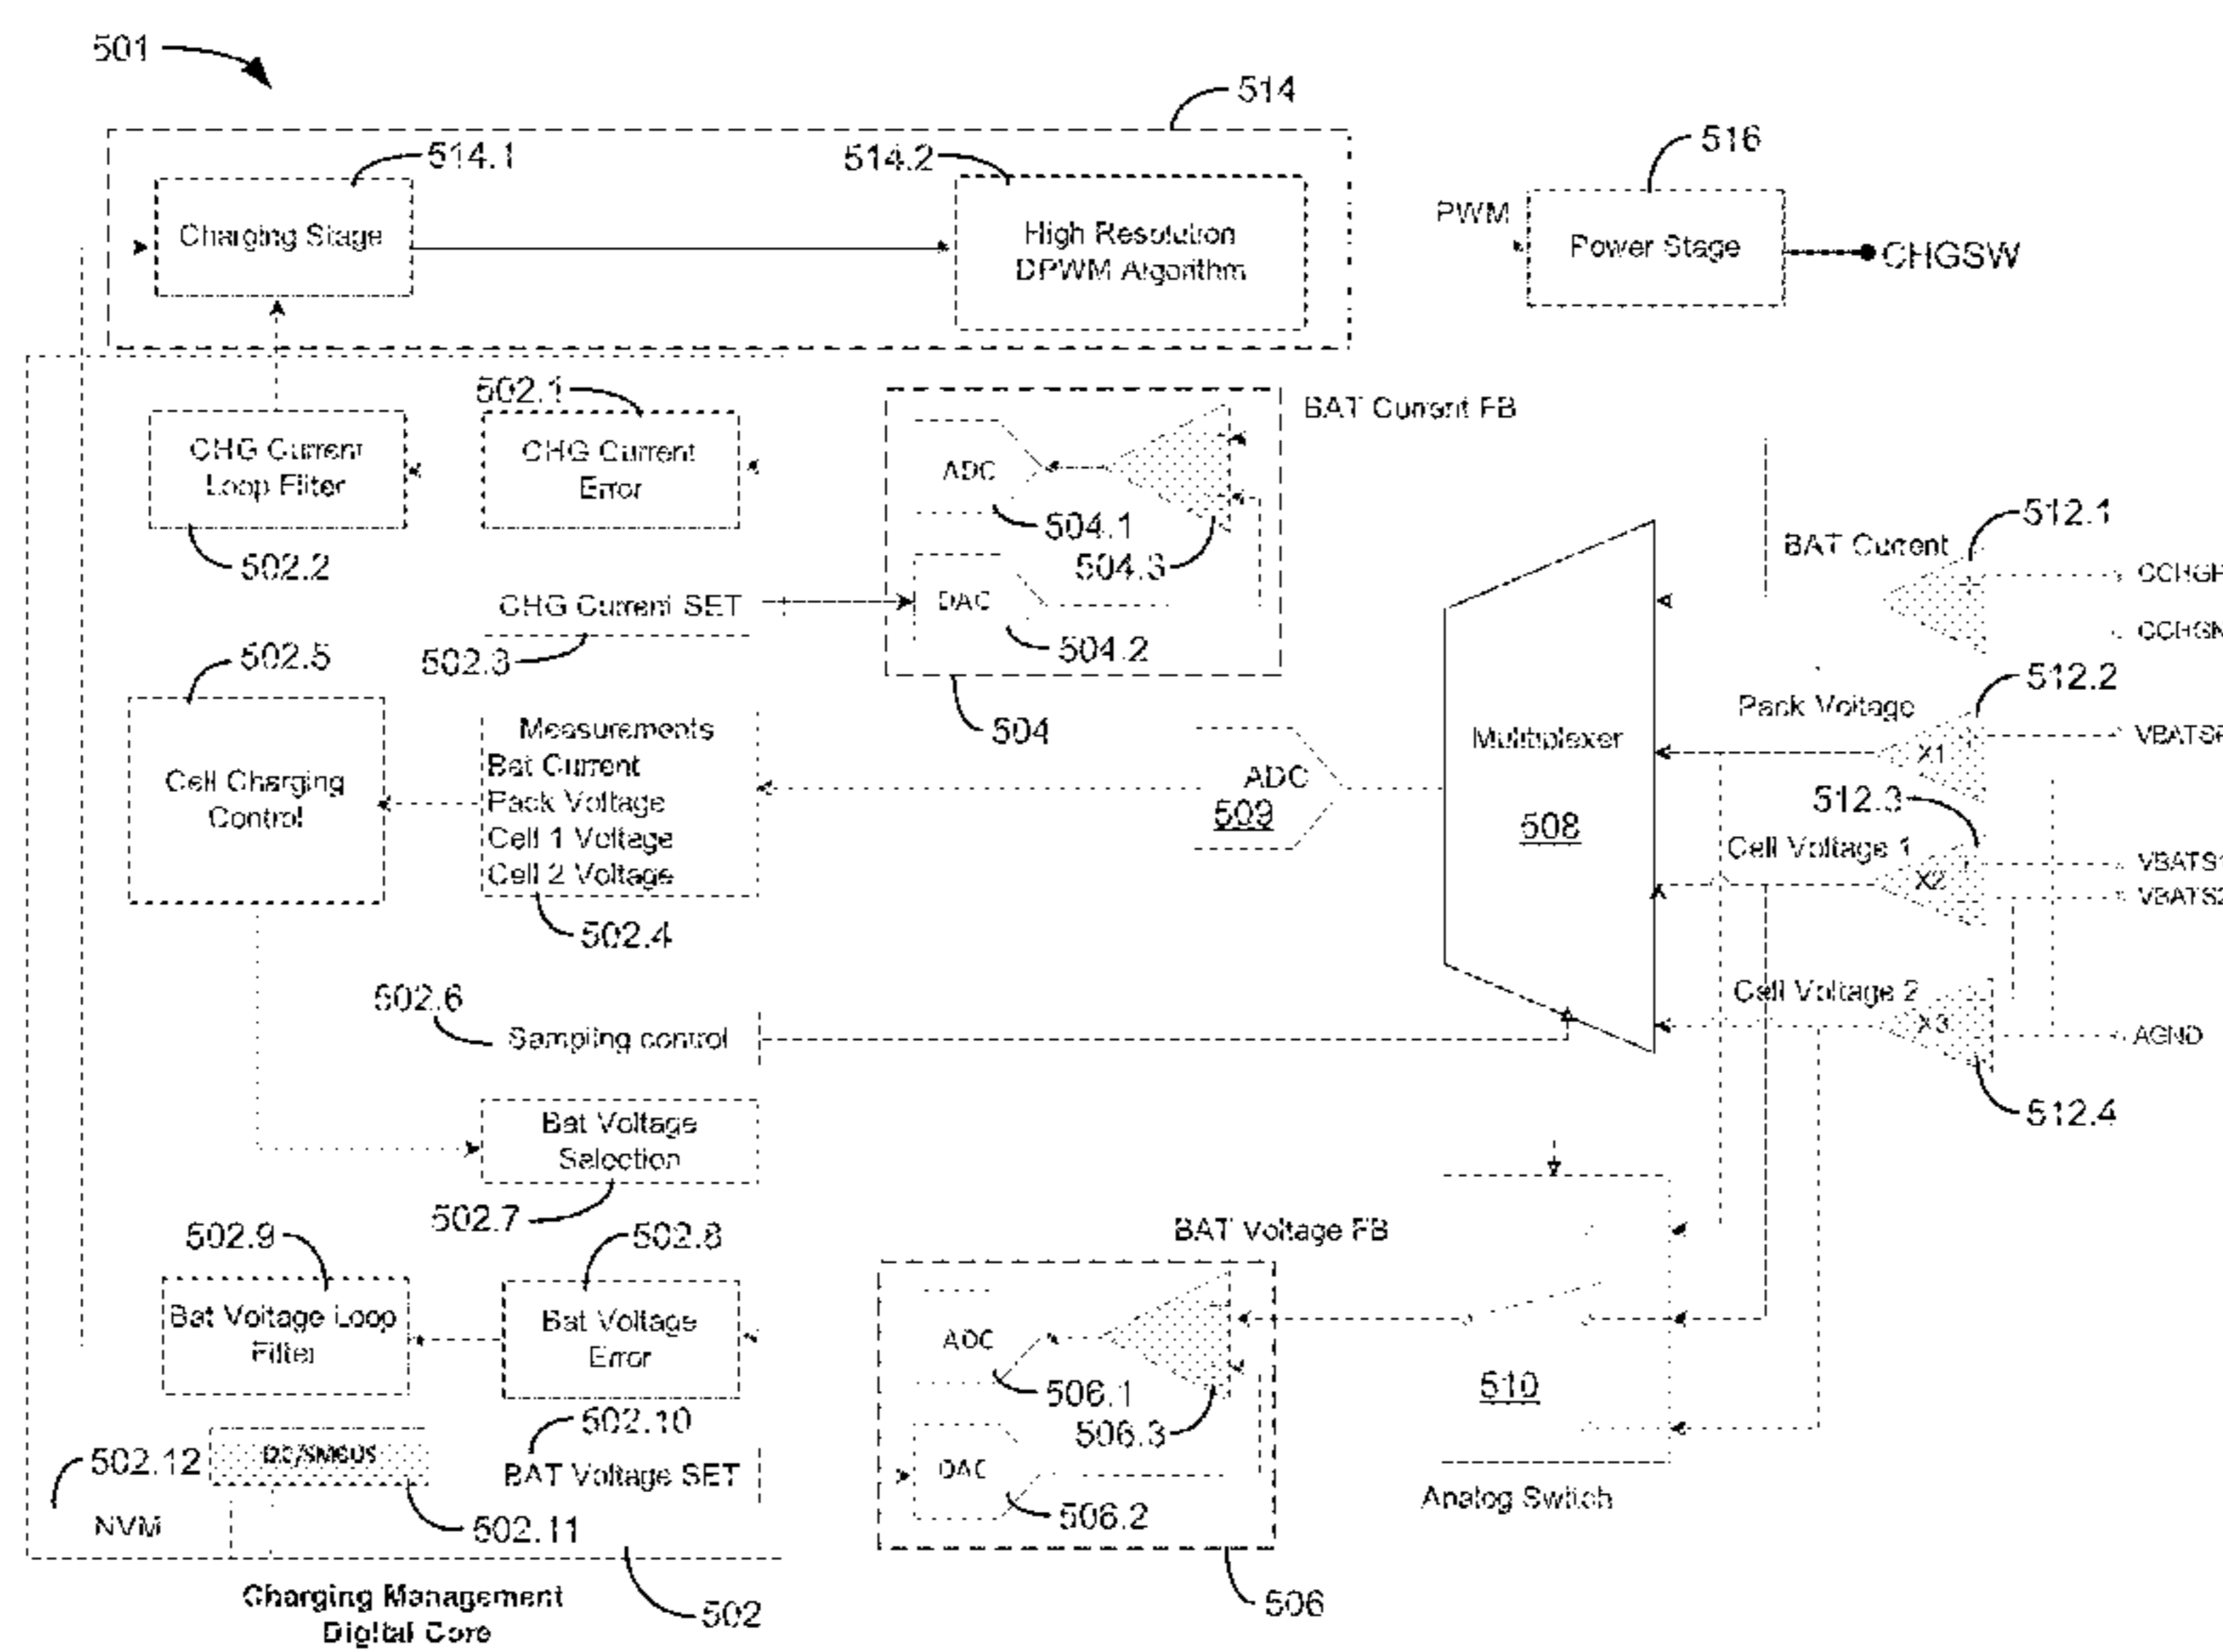 501
514
514.1
514.2
516
Charging Stage
High Resolution
DPWM Algorithm
PWM
Power Stage
CHGSW
502.1
BAT Current FB
CHG Current
Loop Filter
CHG Current
Error
ADC
504.1
504.3
502.2
CHG Current SET
DAC
504.2
502.3
504
BAT Current
512.1
502.5
Cell Charging
Control
Measurements
Bat Current
Pack Voltage
Cell 1 Voltage
Cell 2 Voltage
502.4
ADC
509
Multiplexer
508
Pack Voltage
512.2
X1
512.3
Cell Voltage 1
X2
Cell Voltage 2
X3
AGND
512.4
502.6
Sampling control
Bat Voltage
Selection
502.7
502.9
502.8
BAT Voltage FB
Bat Voltage Loop
Filter
Bat Voltage
Error
ADC
506.1
506.3
510
502.10
502.12
BAT Voltage SET
DAC
506.2
Analog Switch
NVM
502.11
502
506
Charging Management
Digital Core